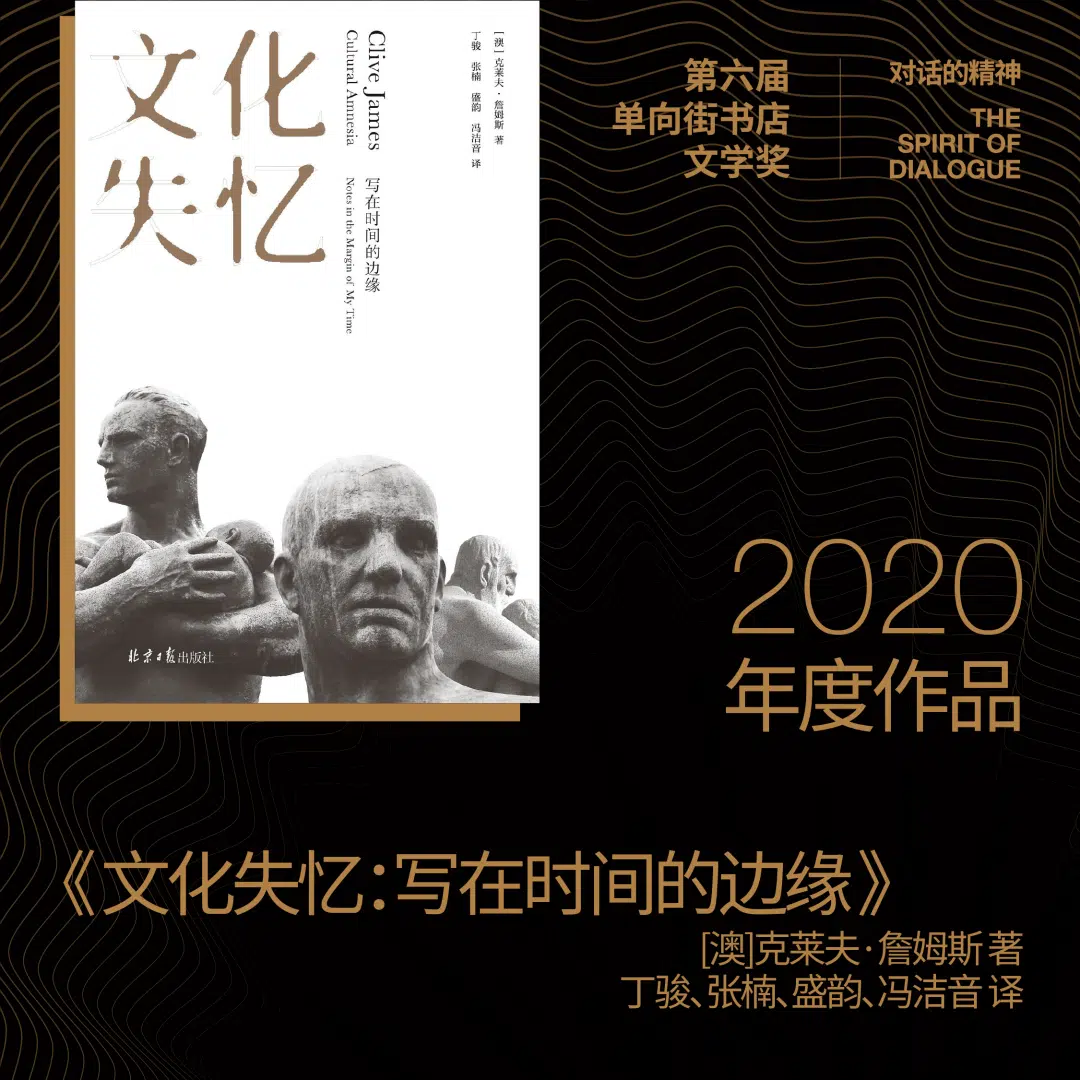 文化
失忆
Clive James
Cultural Amnesia
写在时间的边缘
Notes in the Margin of My Time
[澳] 克莱夫·詹姆斯 著
丁骏 张楠 盛韵 冯洁音 译
北京日报出版社
第六届
单向街书店
文学奖
对话的精神
THE
SPIRIT OF
DIALOGUE
2020
年度作品
《文化失忆：写在时间的边缘》
[澳]克莱夫·詹姆斯 著
丁骏、张楠、盛韵、冯洁音 译